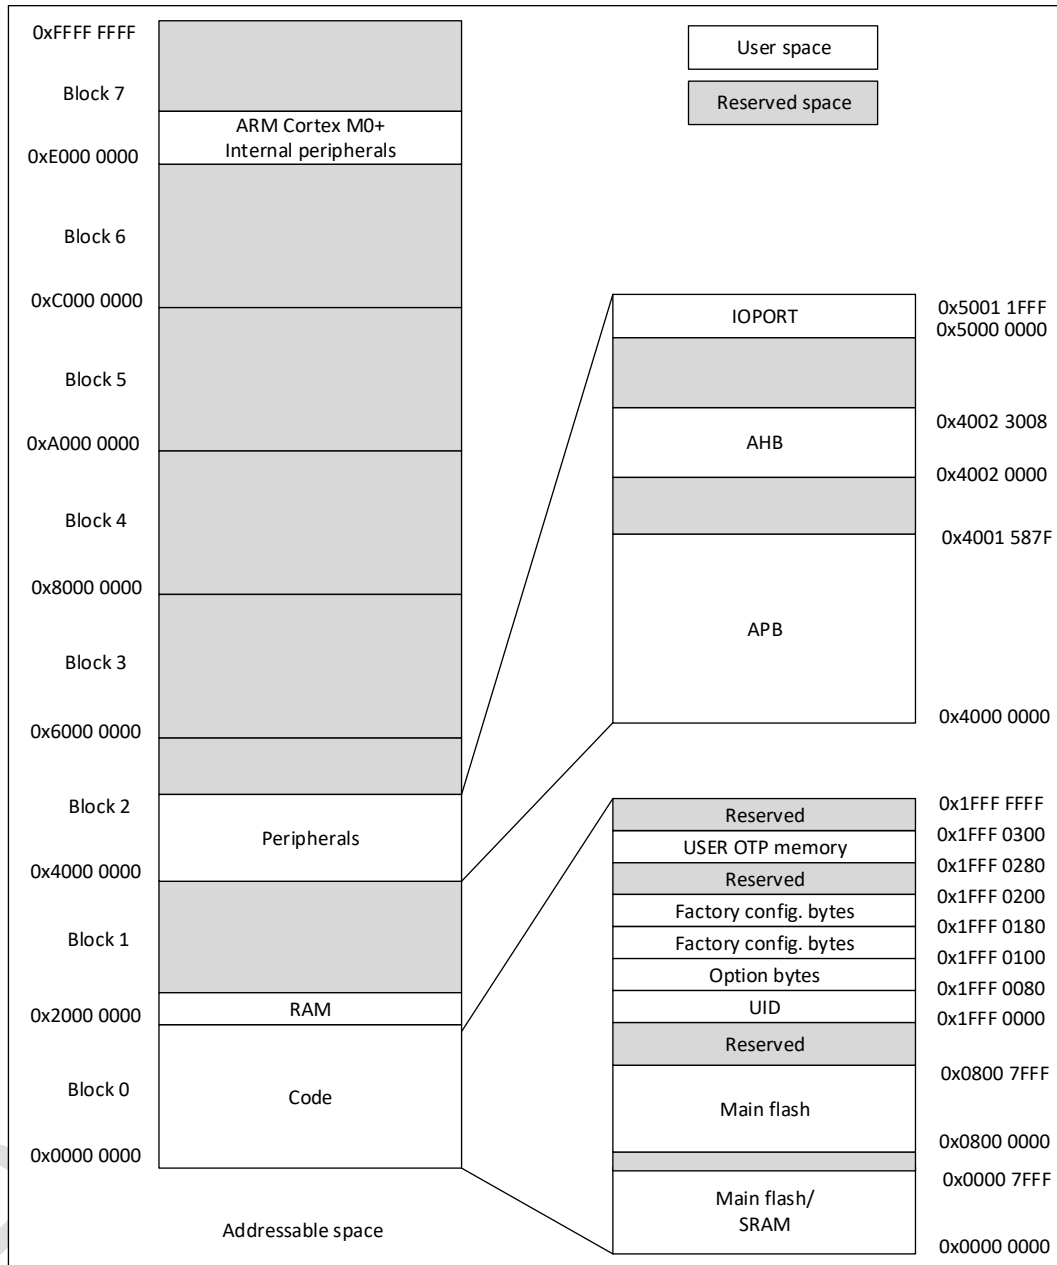 0xFFFF FFFF
Block 7
ARM Cortex M0+
Internal peripherals
0xE000 0000
Block 6
0xC000 0000
Block 5
0xA000 0000
Block 4
0x8000 0000
Block 3
0x6000 0000
Block 2
Peripherals
0x4000 0000
Block 1
RAM
0x2000 0000
Block 0
Code
0x0000 0000
Addressable space
User space
Reserved space
IOPORT
0x5001 1FFF
0x5000 0000
AHB
0x4002 3008
0x4002 0000
0x4001 587F
APB
0x4000 0000
Reserved
0x1FFF FFFF
0x1FFF 0300
USER OTP memory
0x1FFF 0280
Reserved
0x1FFF 0200
Factory config. bytes
0x1FFF 0180
Factory config. bytes
0x1FFF 0100
Option bytes
0x1FFF 0080
UID
0x1FFF 0000
Reserved
0x0800 7FFF
Main flash
0x0800 0000
0x0000 7FFF
Main flash/
SRAM
0x0000 0000